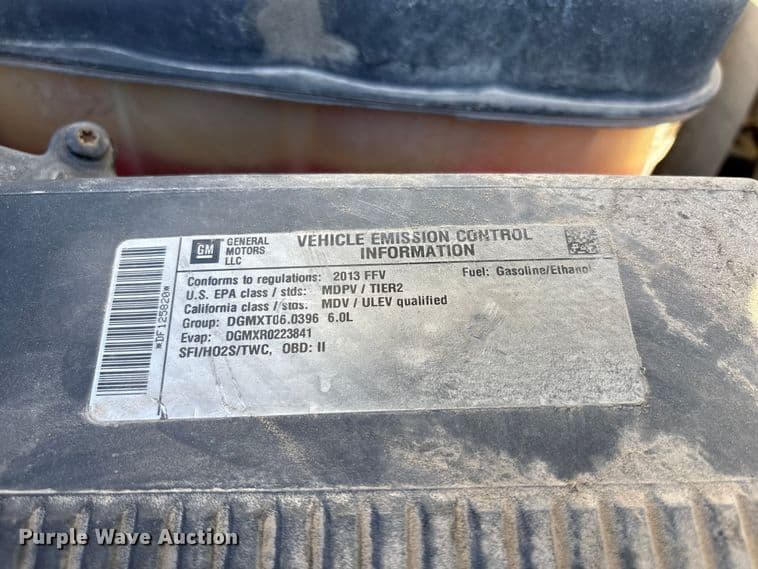 GM
GENERAL
MOTORS
LLC
VEHICLE EMISSION CONTROL
INFORMATION
Conforms to regulations: 2013 FFV
Fuel: Gasoline/Ethanol
U.S. EPA class / stds: MDPV / TIER2
California class / stds: MDV / ULEV qualified
Group: DGMXT06.0396 6.0L
Evap: DGMXR0223841
SFI/HO2S/TWC, OBD: II
*DF125820*
Purple Wave Auction